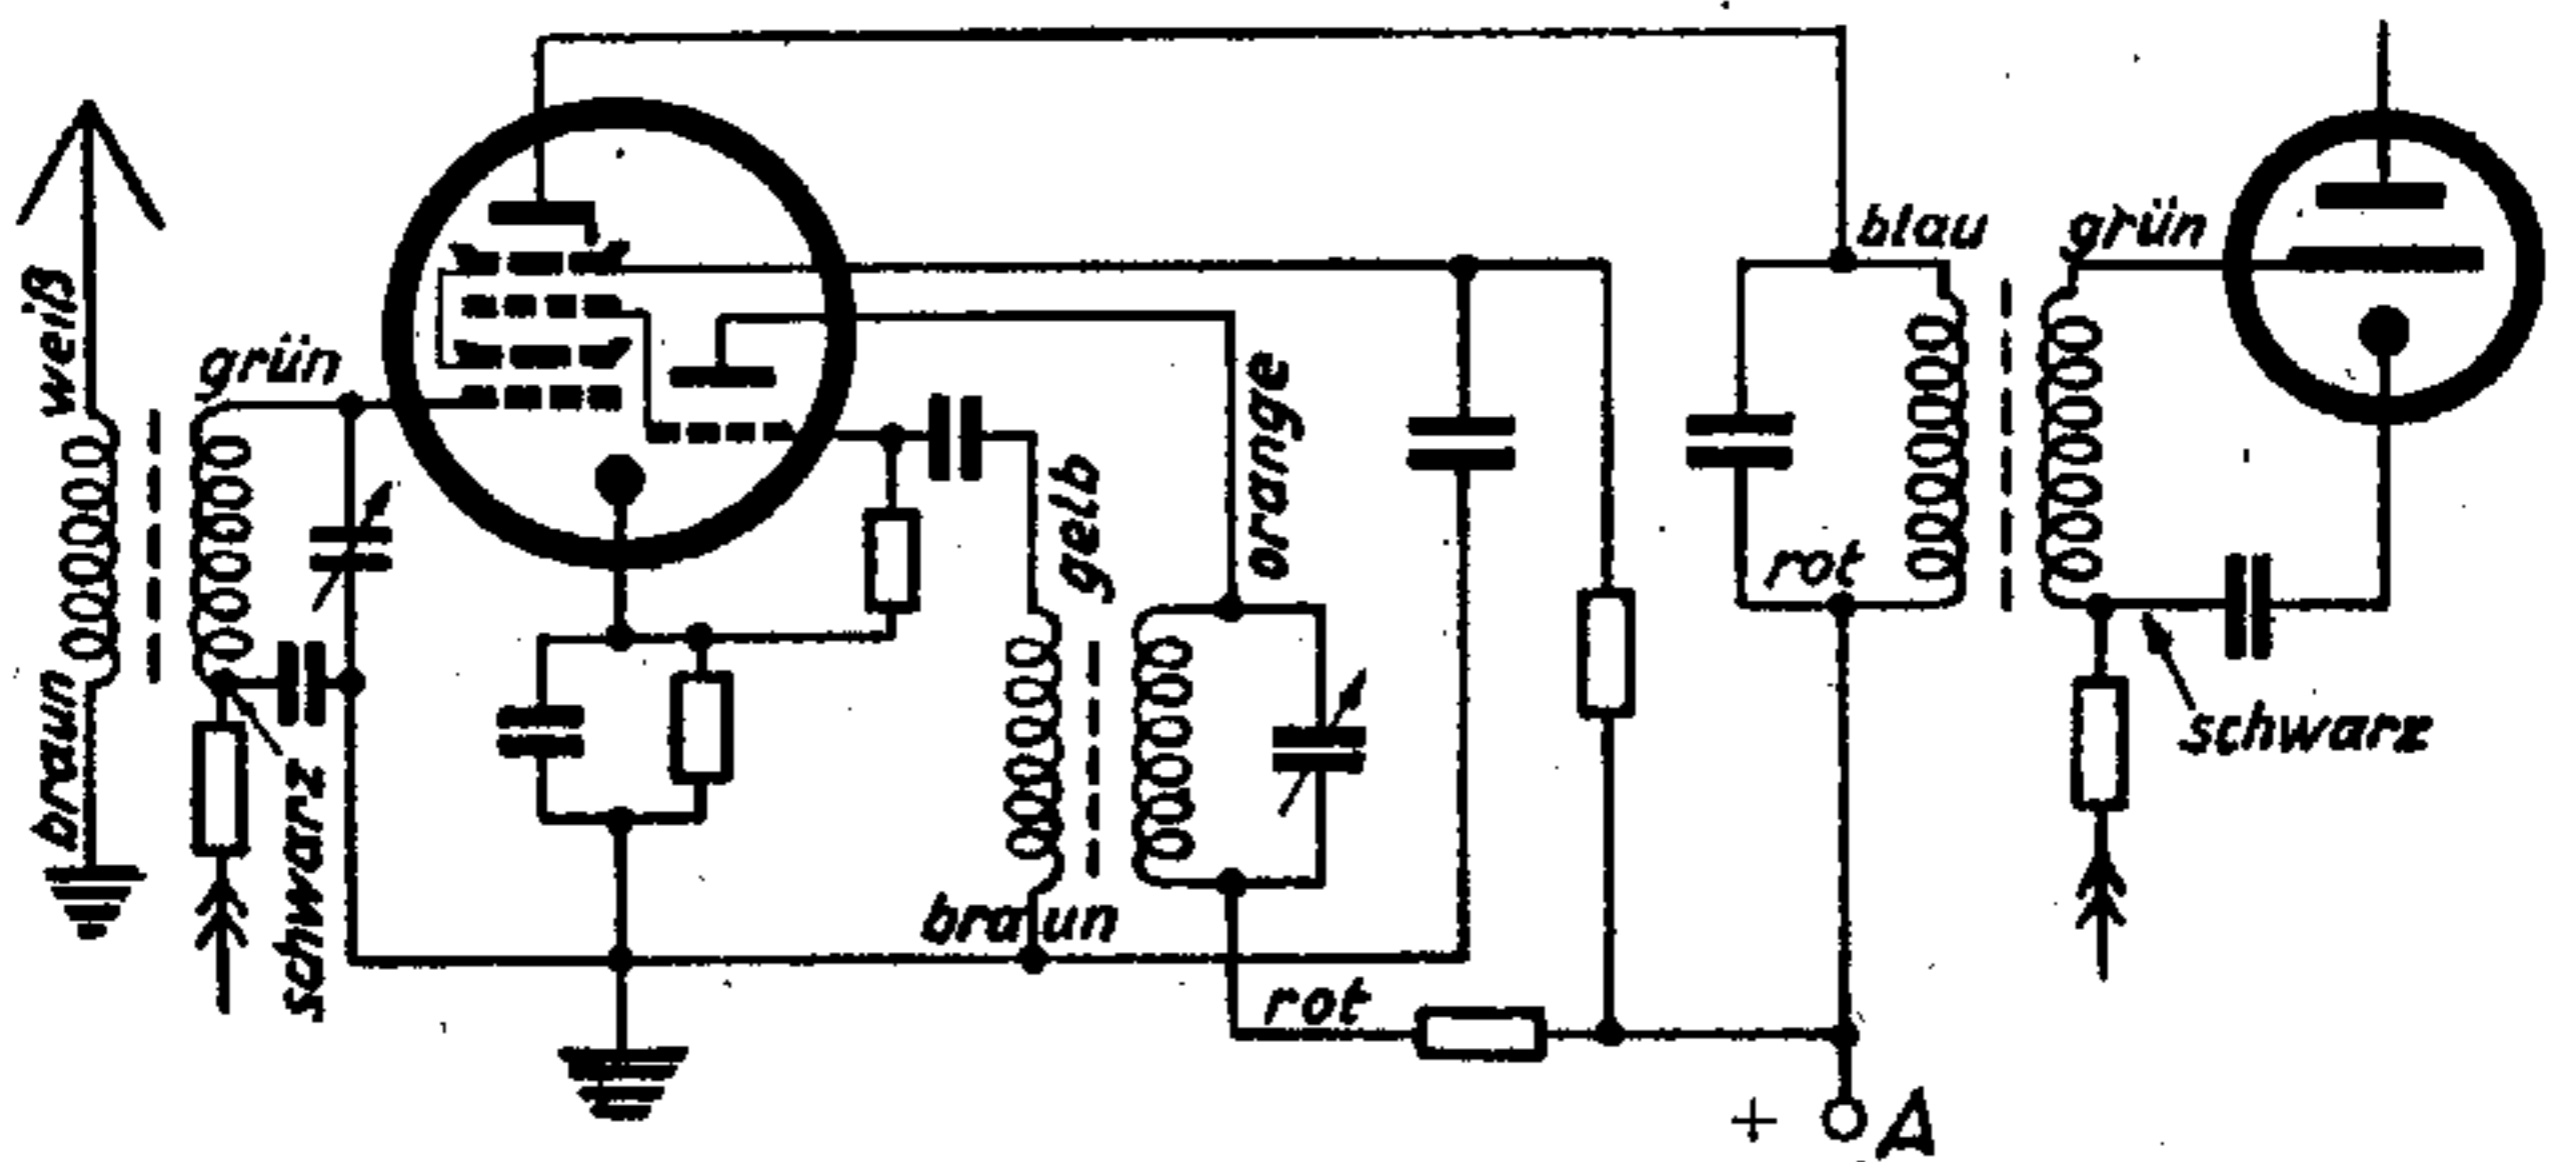 weiß
braun
grün
schwarz
gelb
braun
orange
rot
blau
rot
grün
schwarz
+ A